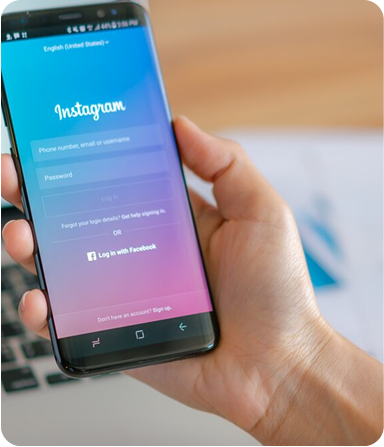 English (United States)
Instagram
Phone number, email or username
Password
Log In
Forgot your login details? Get help signing in.
OR
Log in with Facebook
Don't have an account? Sign up.